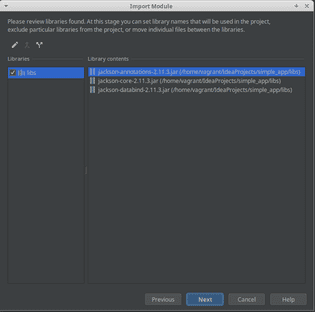 Import Module
Please review libraries found. At this stage you can set library names that will be used in the project,
exclude particular libraries from the project, or move individual files between the libraries.
Libraries
Library contents
libs
jackson-annotations-2.11.3.jar (/home/vagrant/IdeaProjects/simple_app/libs)
jackson-core-2.11.3.jar (/home/vagrant/IdeaProjects/simple_app/libs)
jackson-databind-2.11.3.jar (/home/vagrant/IdeaProjects/simple_app/libs)
Previous
Next
Cancel
Help